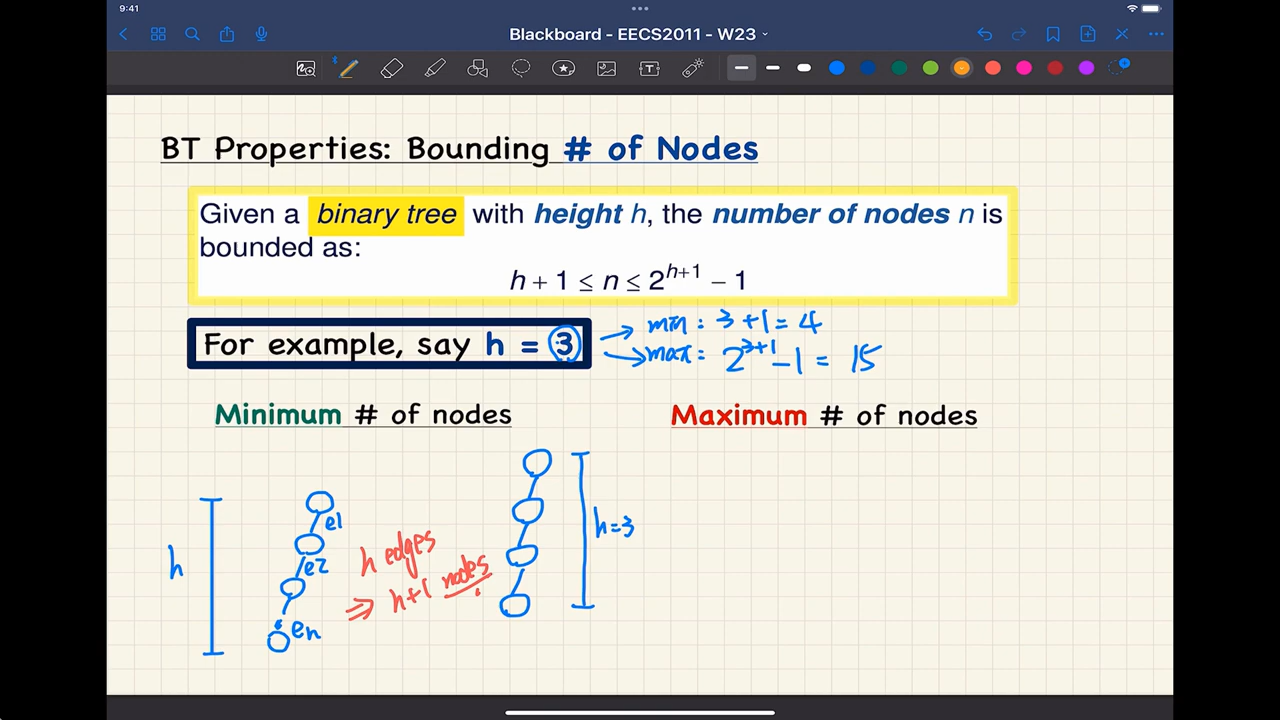 9:41
Blackboard - EECS2011 - W23
BT Properties: Bounding # of Nodes
Given a binary tree with height h, the number of nodes n is
bounded as:
h + 1 ≤ n ≤ 2^{h+1} − 1
For example, say h = 3
min: 3+1 = 4
max: 2^{3+1} - 1 = 15
Minimum # of nodes
Maximum # of nodes
h
e1
e2
en
h edges
⇒ h+1 nodes
h=3